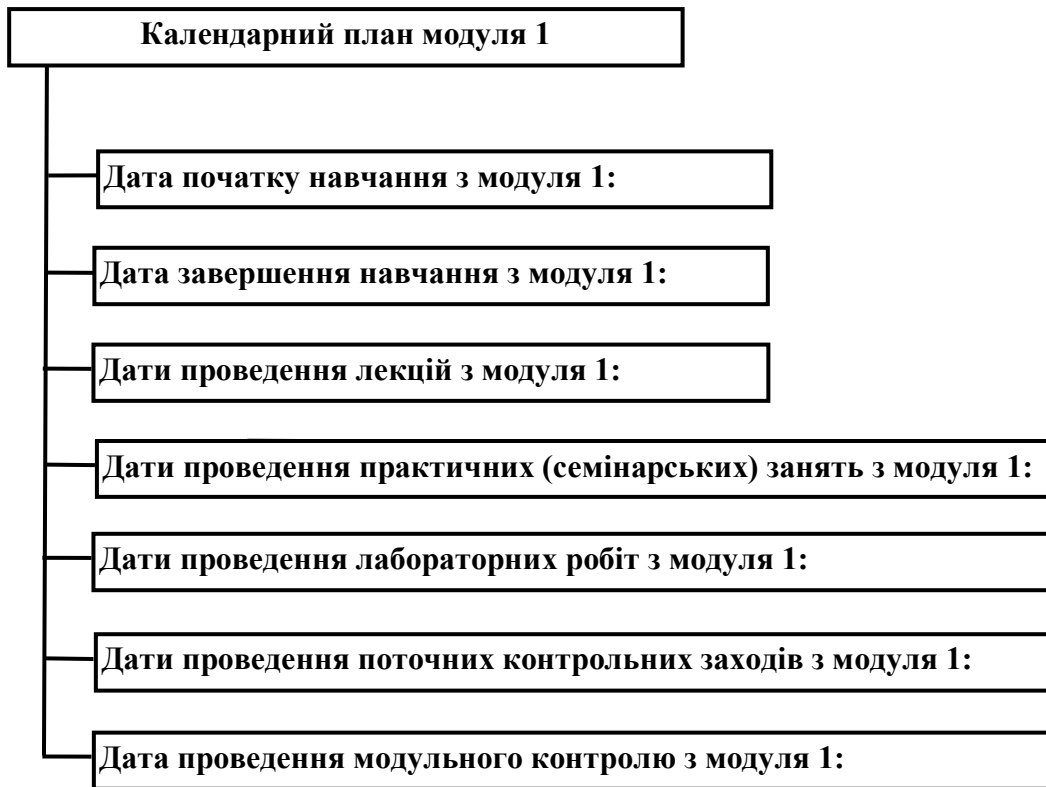 Календарний план модуля 1
Дата початку навчання з модуля 1:
Дата завершення навчання з модуля 1:
Дати проведення лекцій з модуля 1:
Дати проведення практичних (семінарських) занять з модуля 1:
Дати проведення лабораторних робіт з модуля 1:
Дати проведення поточних контрольних заходів з модуля 1:
Дата проведення модульного контролю з модуля 1: